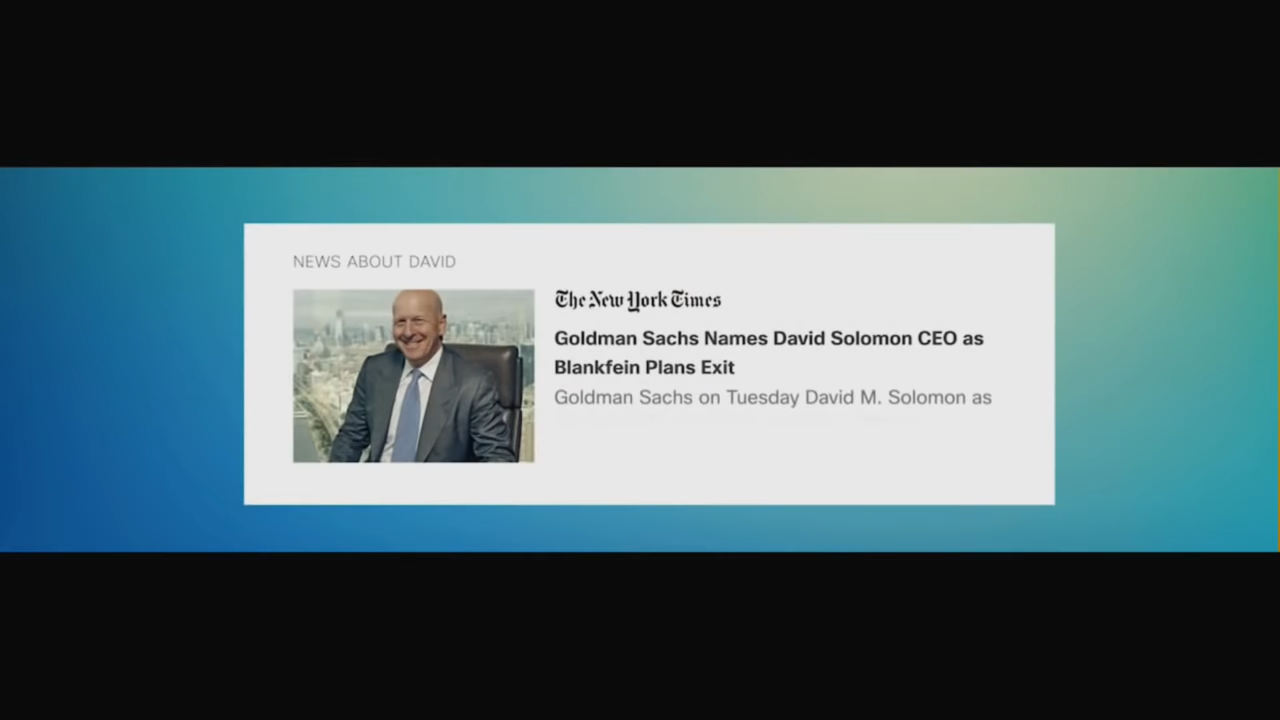 NEWS ABOUT DAVID
The New York Times
Goldman Sachs Names David Solomon CEO as
Blankfein Plans Exit
Goldman Sachs on Tuesday David M. Solomon as